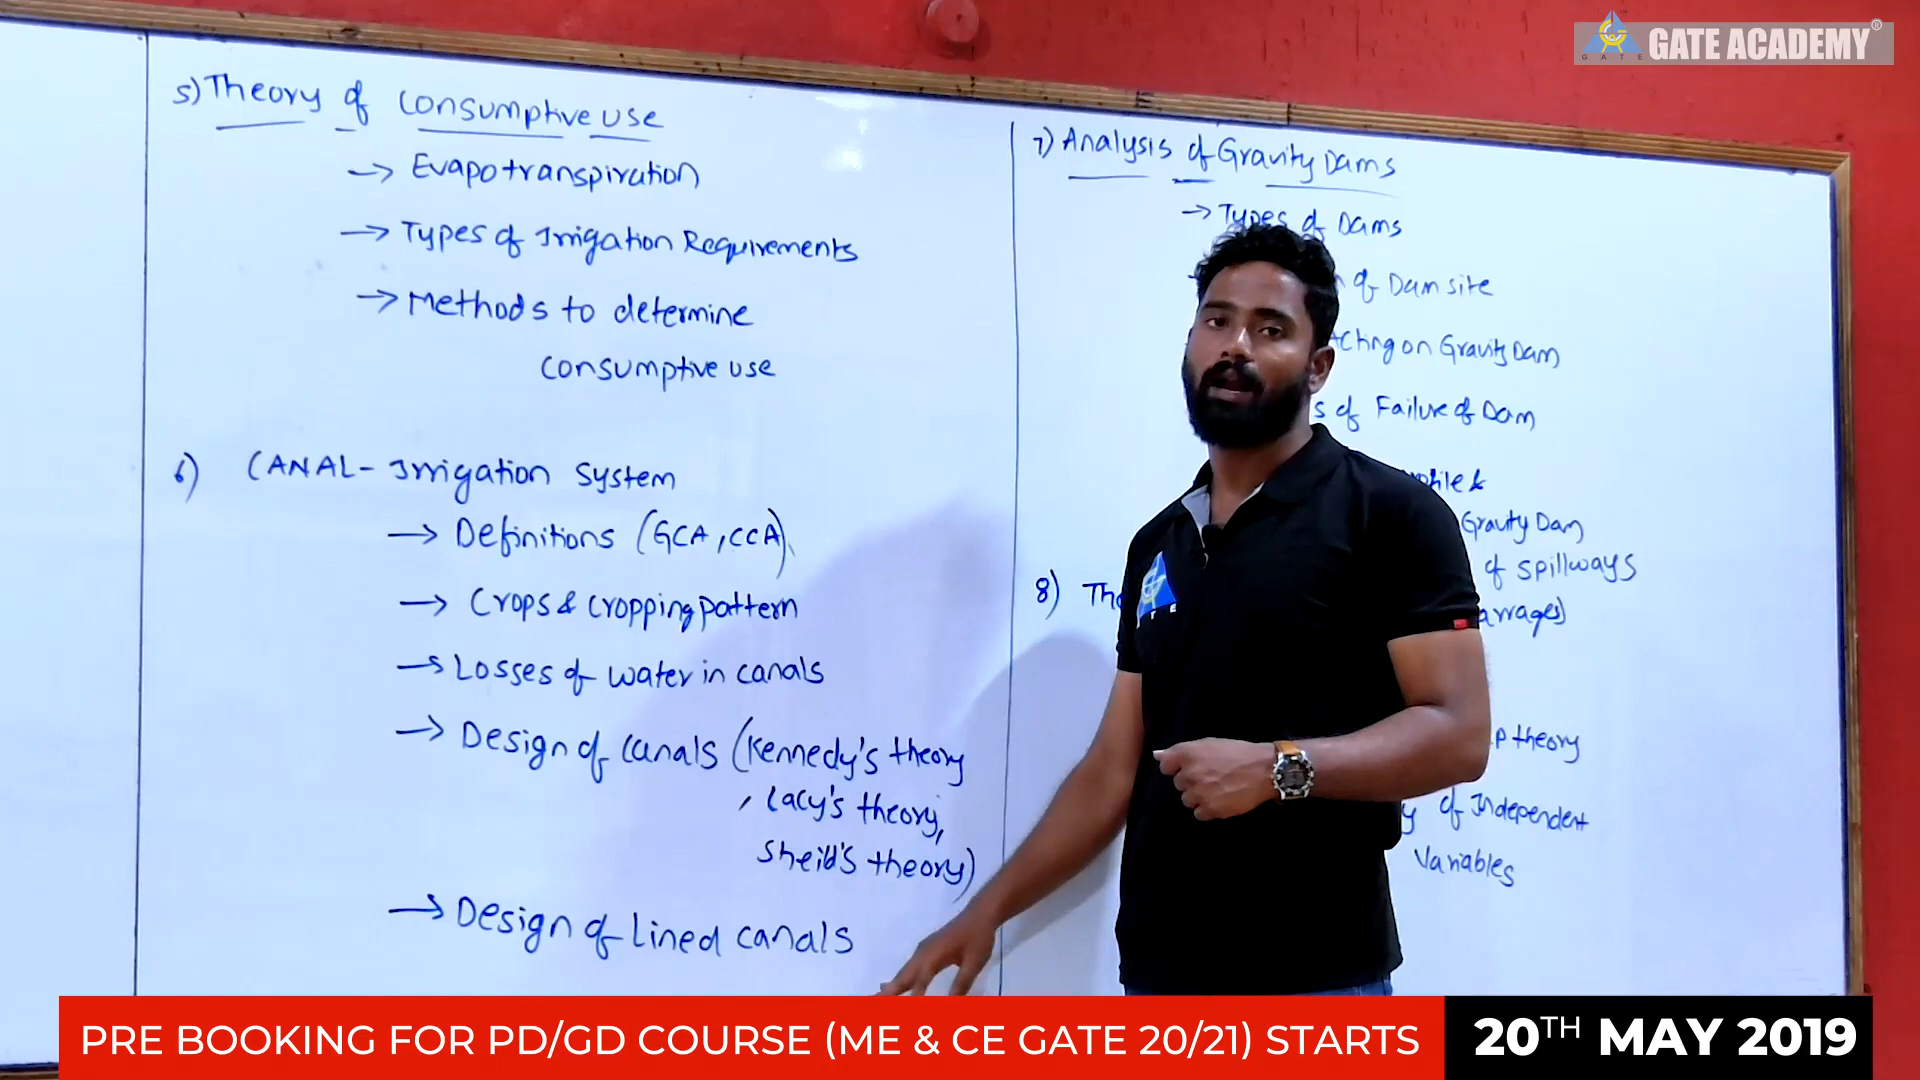 5) Theory of Consumptive use
→ Evapotranspiration
→ Types of Irrigation Requirements
→ Methods to determine
Consumptive use
6) CANAL - Irrigation System
→ Definitions (GCA, CCA)
→ Crops & Cropping pattern
→ Losses of water in canals
→ Design of Canals (Kennedy's theory
, Lacy's theory,
Sheild's theory)
→ Design of Lined canals
7) Analysis of Gravity Dams
→ Types of Dams
of Dam site
Acting on Gravity Dam
of Failure of Dam
&
Gravity Dam
of spillways
8)
theory
of Independent
Variables
GATE
GATE ACADEMY®
PRE BOOKING FOR PD/GD COURSE (ME & CE GATE 20/21) STARTS
20TH MAY 2019